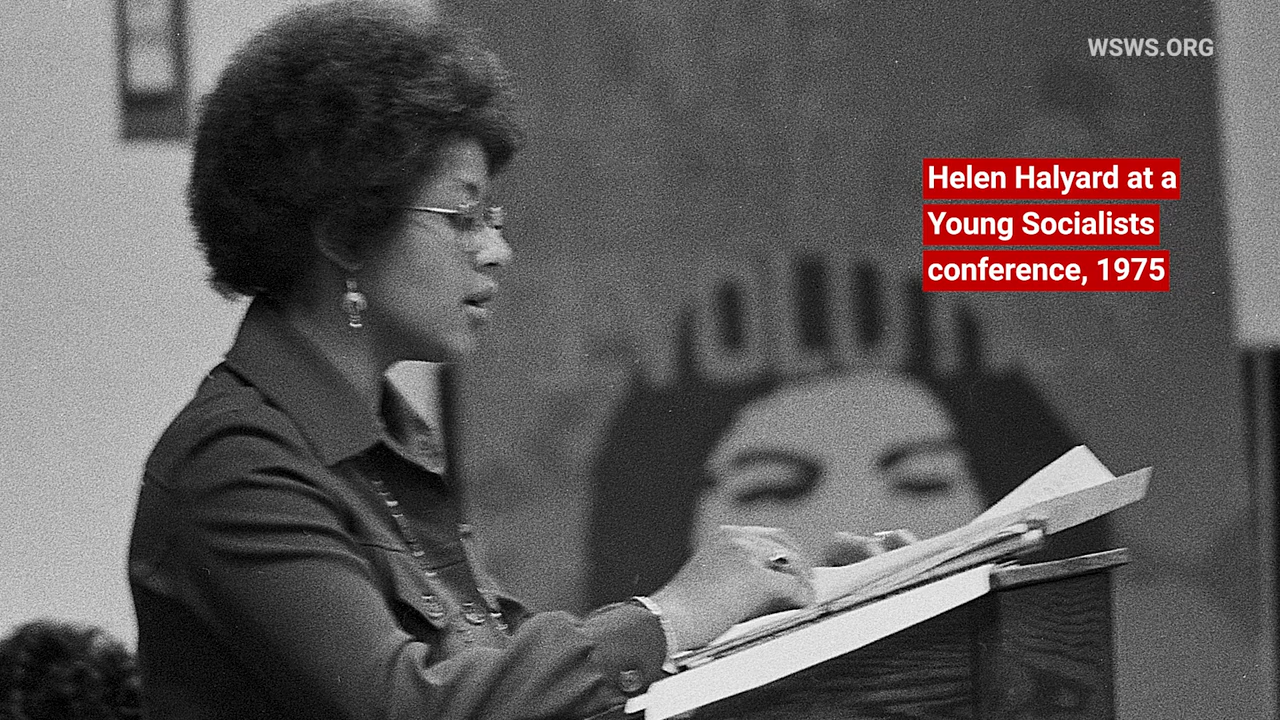 WSWS.ORG
Helen Halyard at a
Young Socialists
conference, 1975